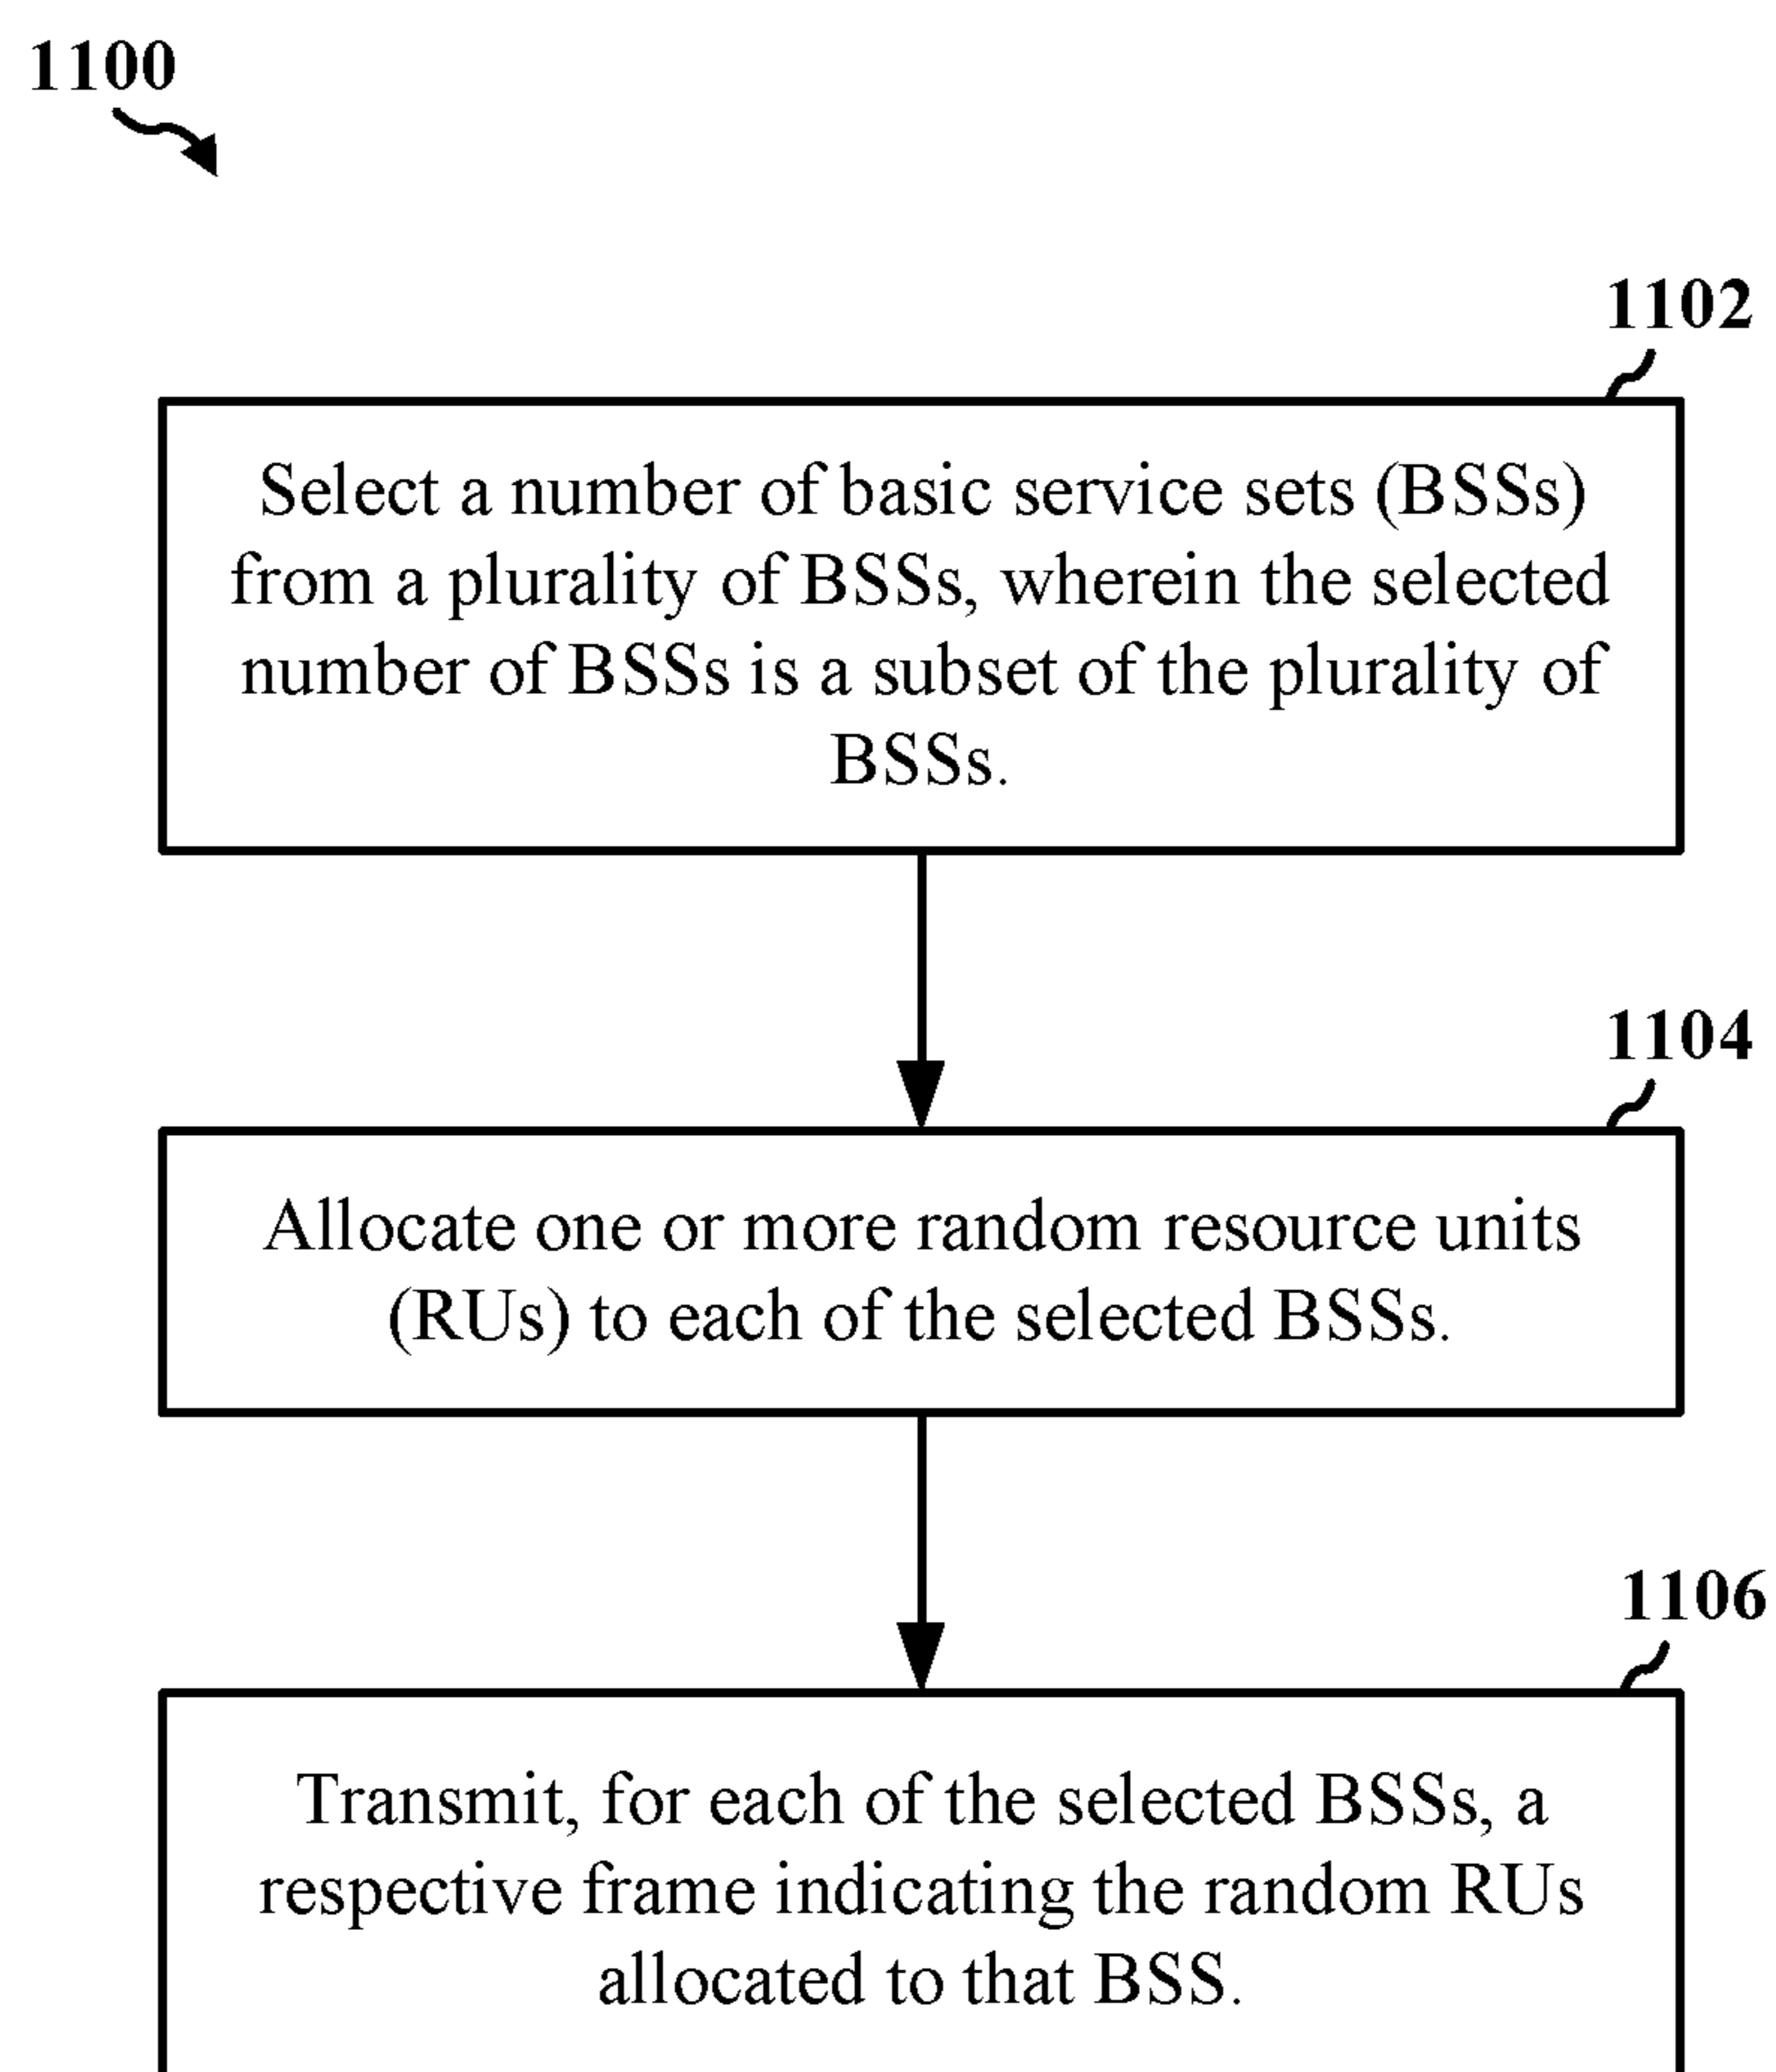 1100
1102
Select a number of basic service sets (BSSs)
from a plurality of BSSs, wherein the selected
number of BSSs is a subset of the plurality of
BSSs.
1104
Allocate one or more random resource units
(RUs) to each of the selected BSSs.
1106
Transmit, for each of the selected BSSs, a
respective frame indicating the random RUs
allocated to that BSS.